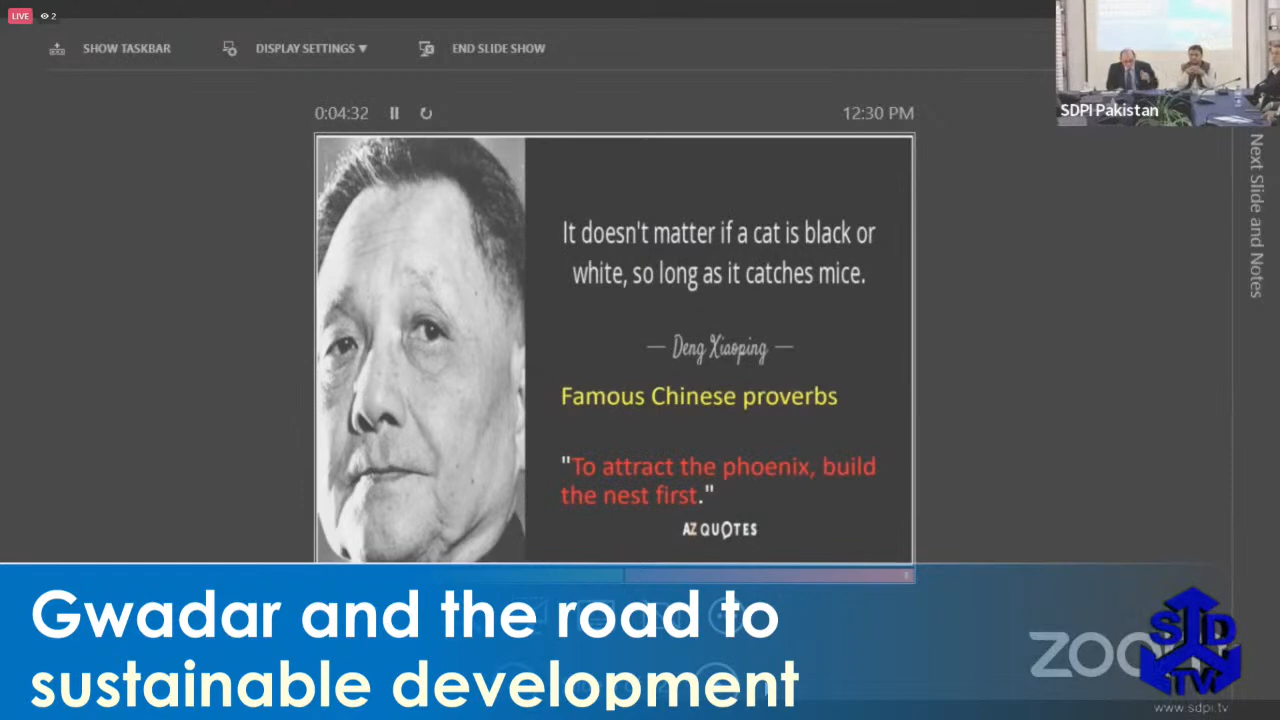 LIVE 2
SHOW TASKBAR DISPLAY SETTINGS ▼ END SLIDE SHOW
SDPI Pakistan
0:04:32 12:30 PM
Next Slide and Notes
It doesn't matter if a cat is black or
white, so long as it catches mice.
— Deng Xiaoping —
Famous Chinese proverbs
"To attract the phoenix, build
the nest first."
AZ QUOTES
Gwadar and the road to
sustainable development
SDTV
www.sdpi.tv